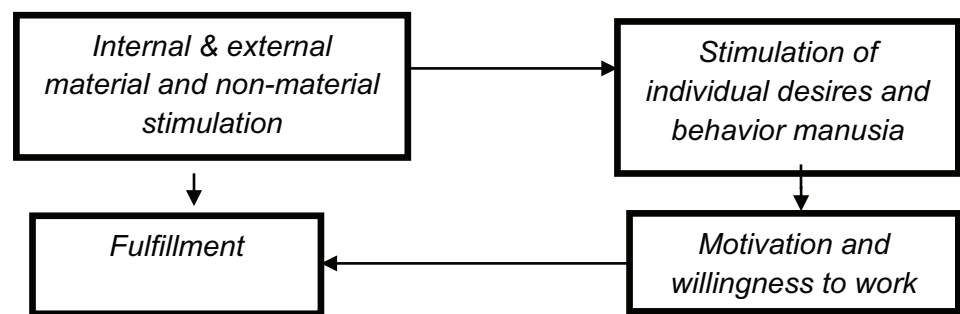 Internal & external
material and non-material
stimulation
Stimulation of
individual desires and
behavior manusia
Fulfillment
Motivation and
willingness to work